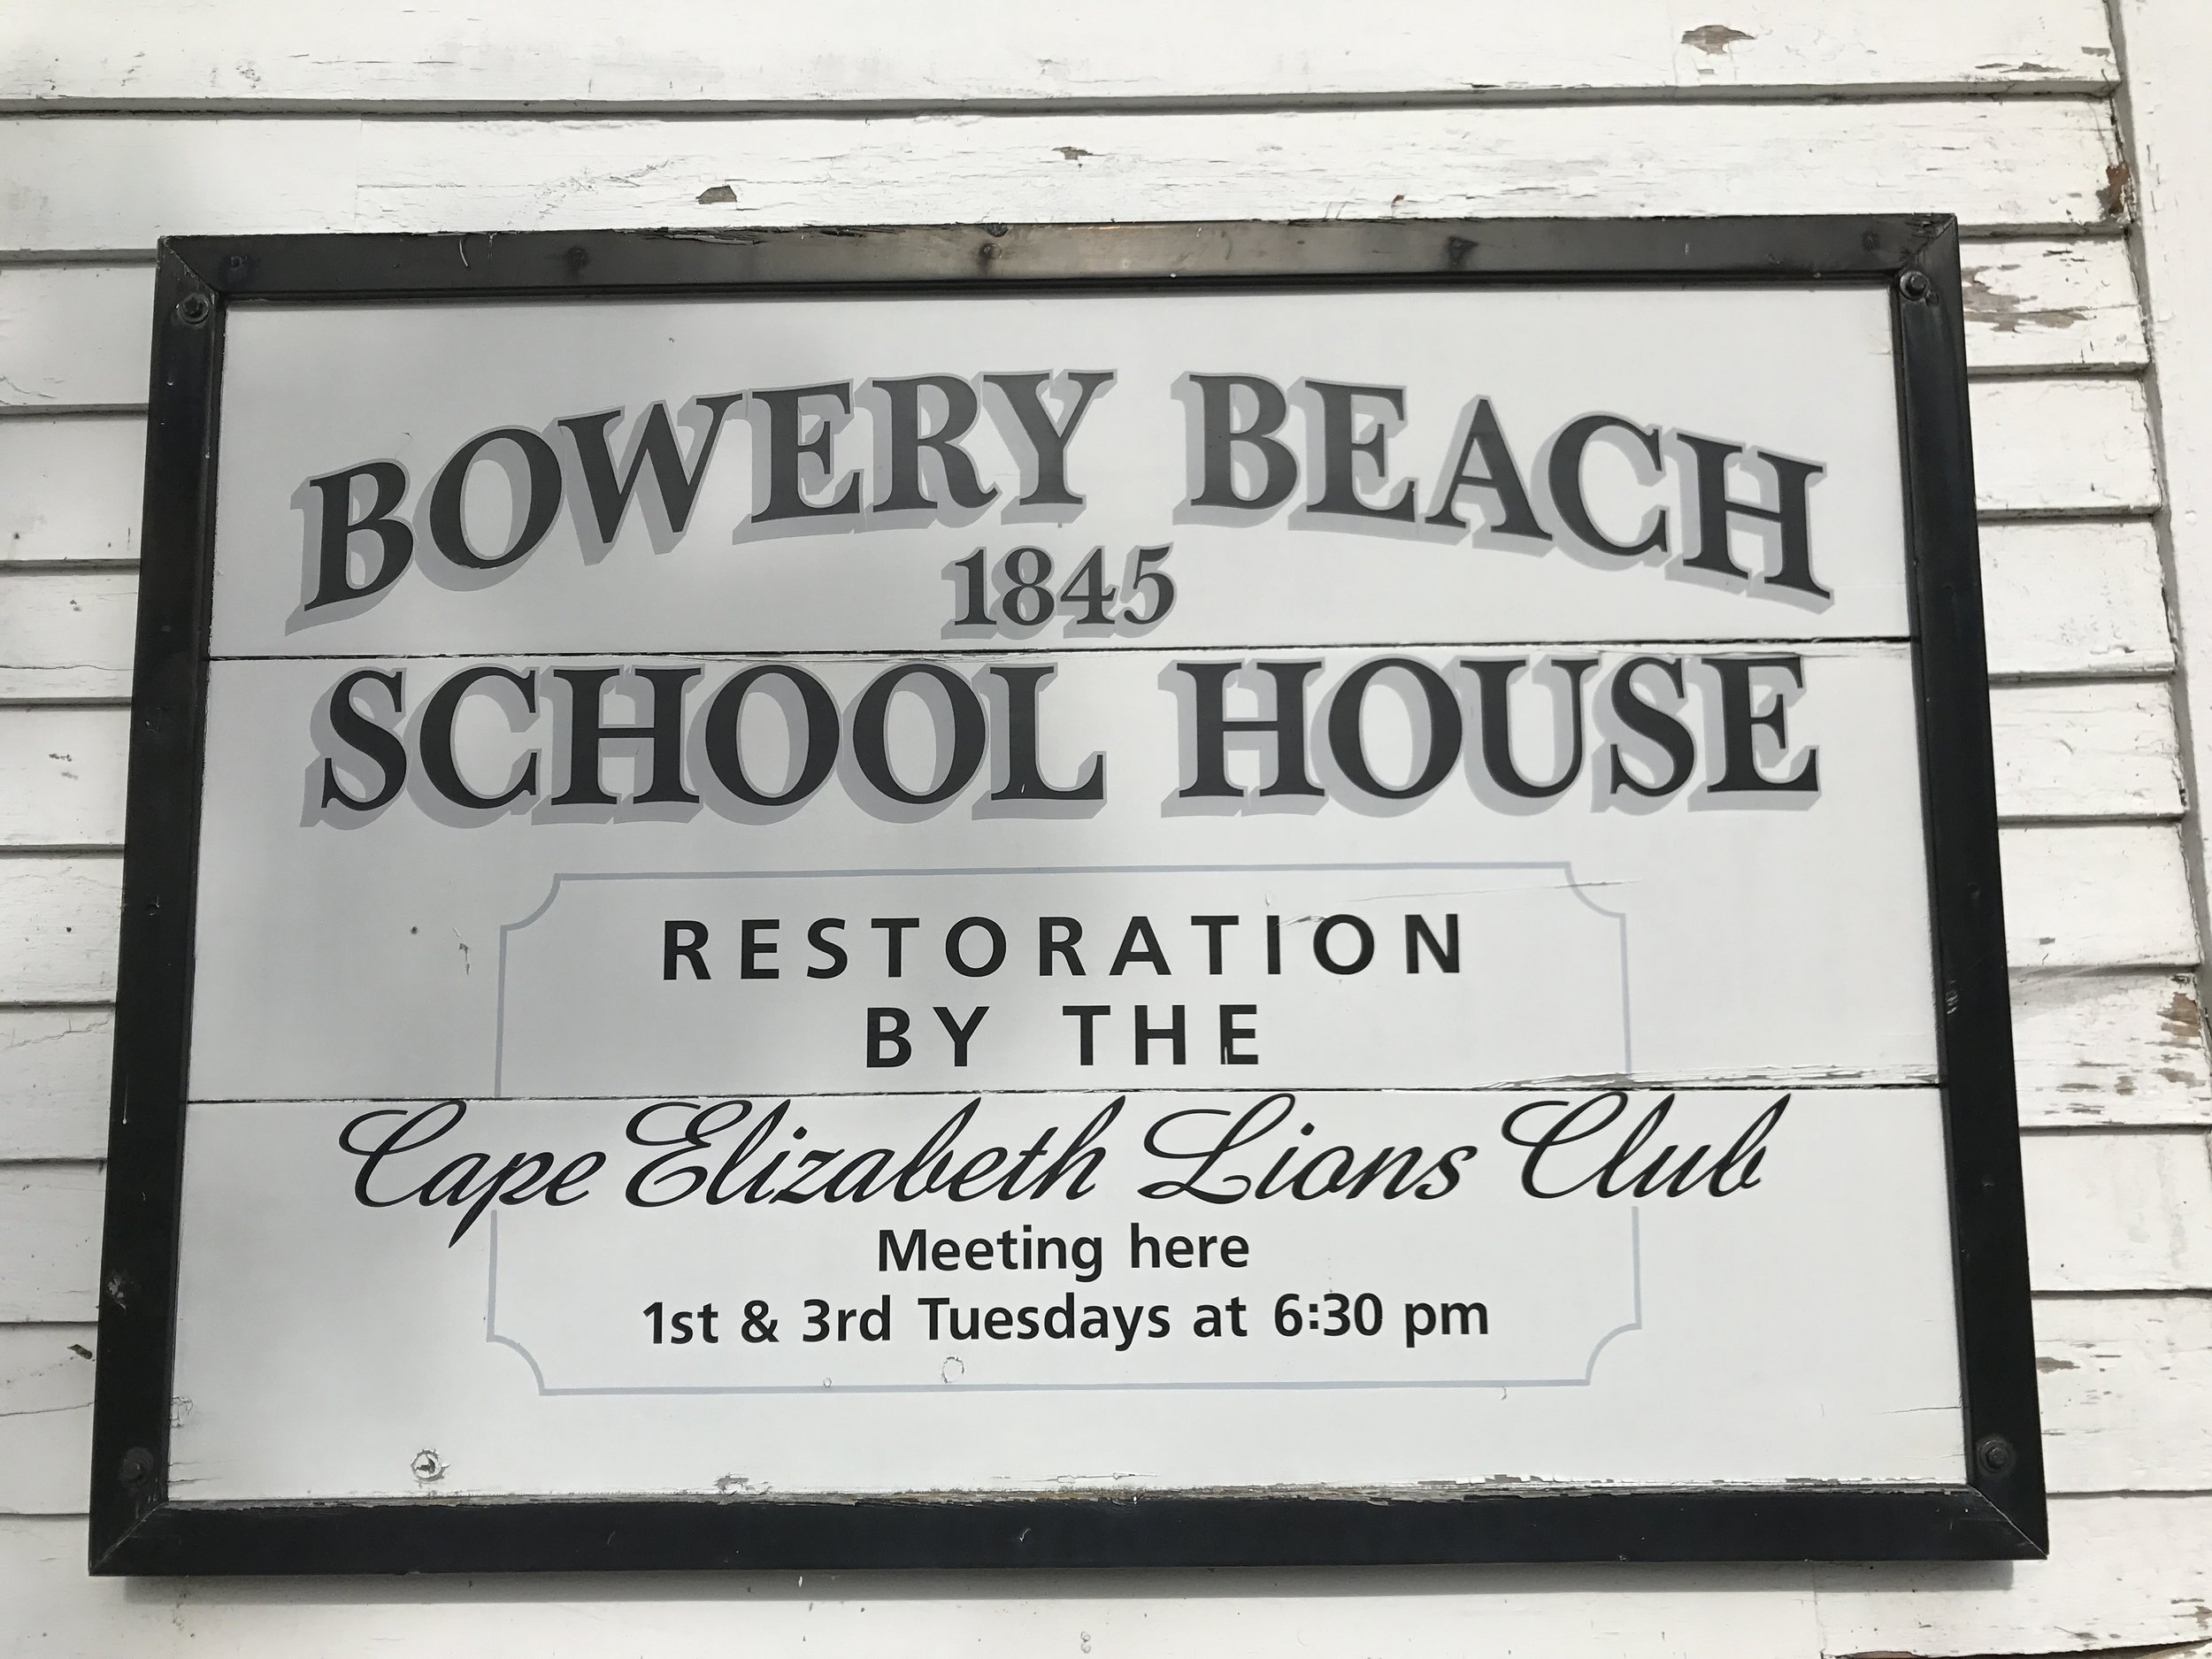 BOWERY BEACH
1845
SCHOOL HOUSE
RESTORATION
BY THE
Cape Elizabeth Lions Club
Meeting here
1st & 3rd Tuesdays at 6:30 pm